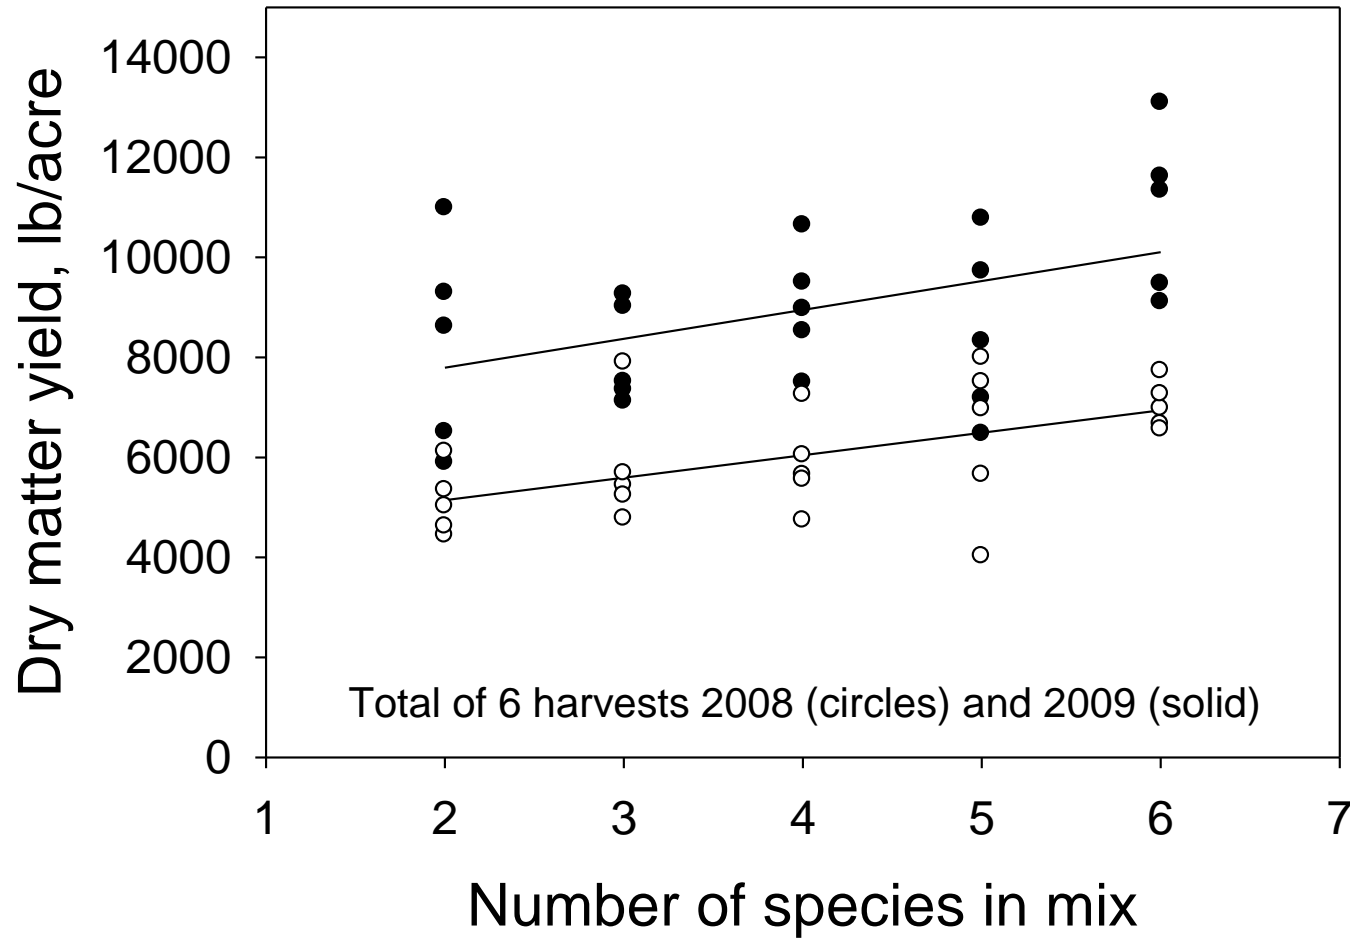 Dry matter yield, lb/acre
14000
12000
10000
8000
6000
4000
2000
0
Total of 6 harvests 2008 (circles) and 2009 (solid)
1 2 3 4 5 6 7
Number of species in mix